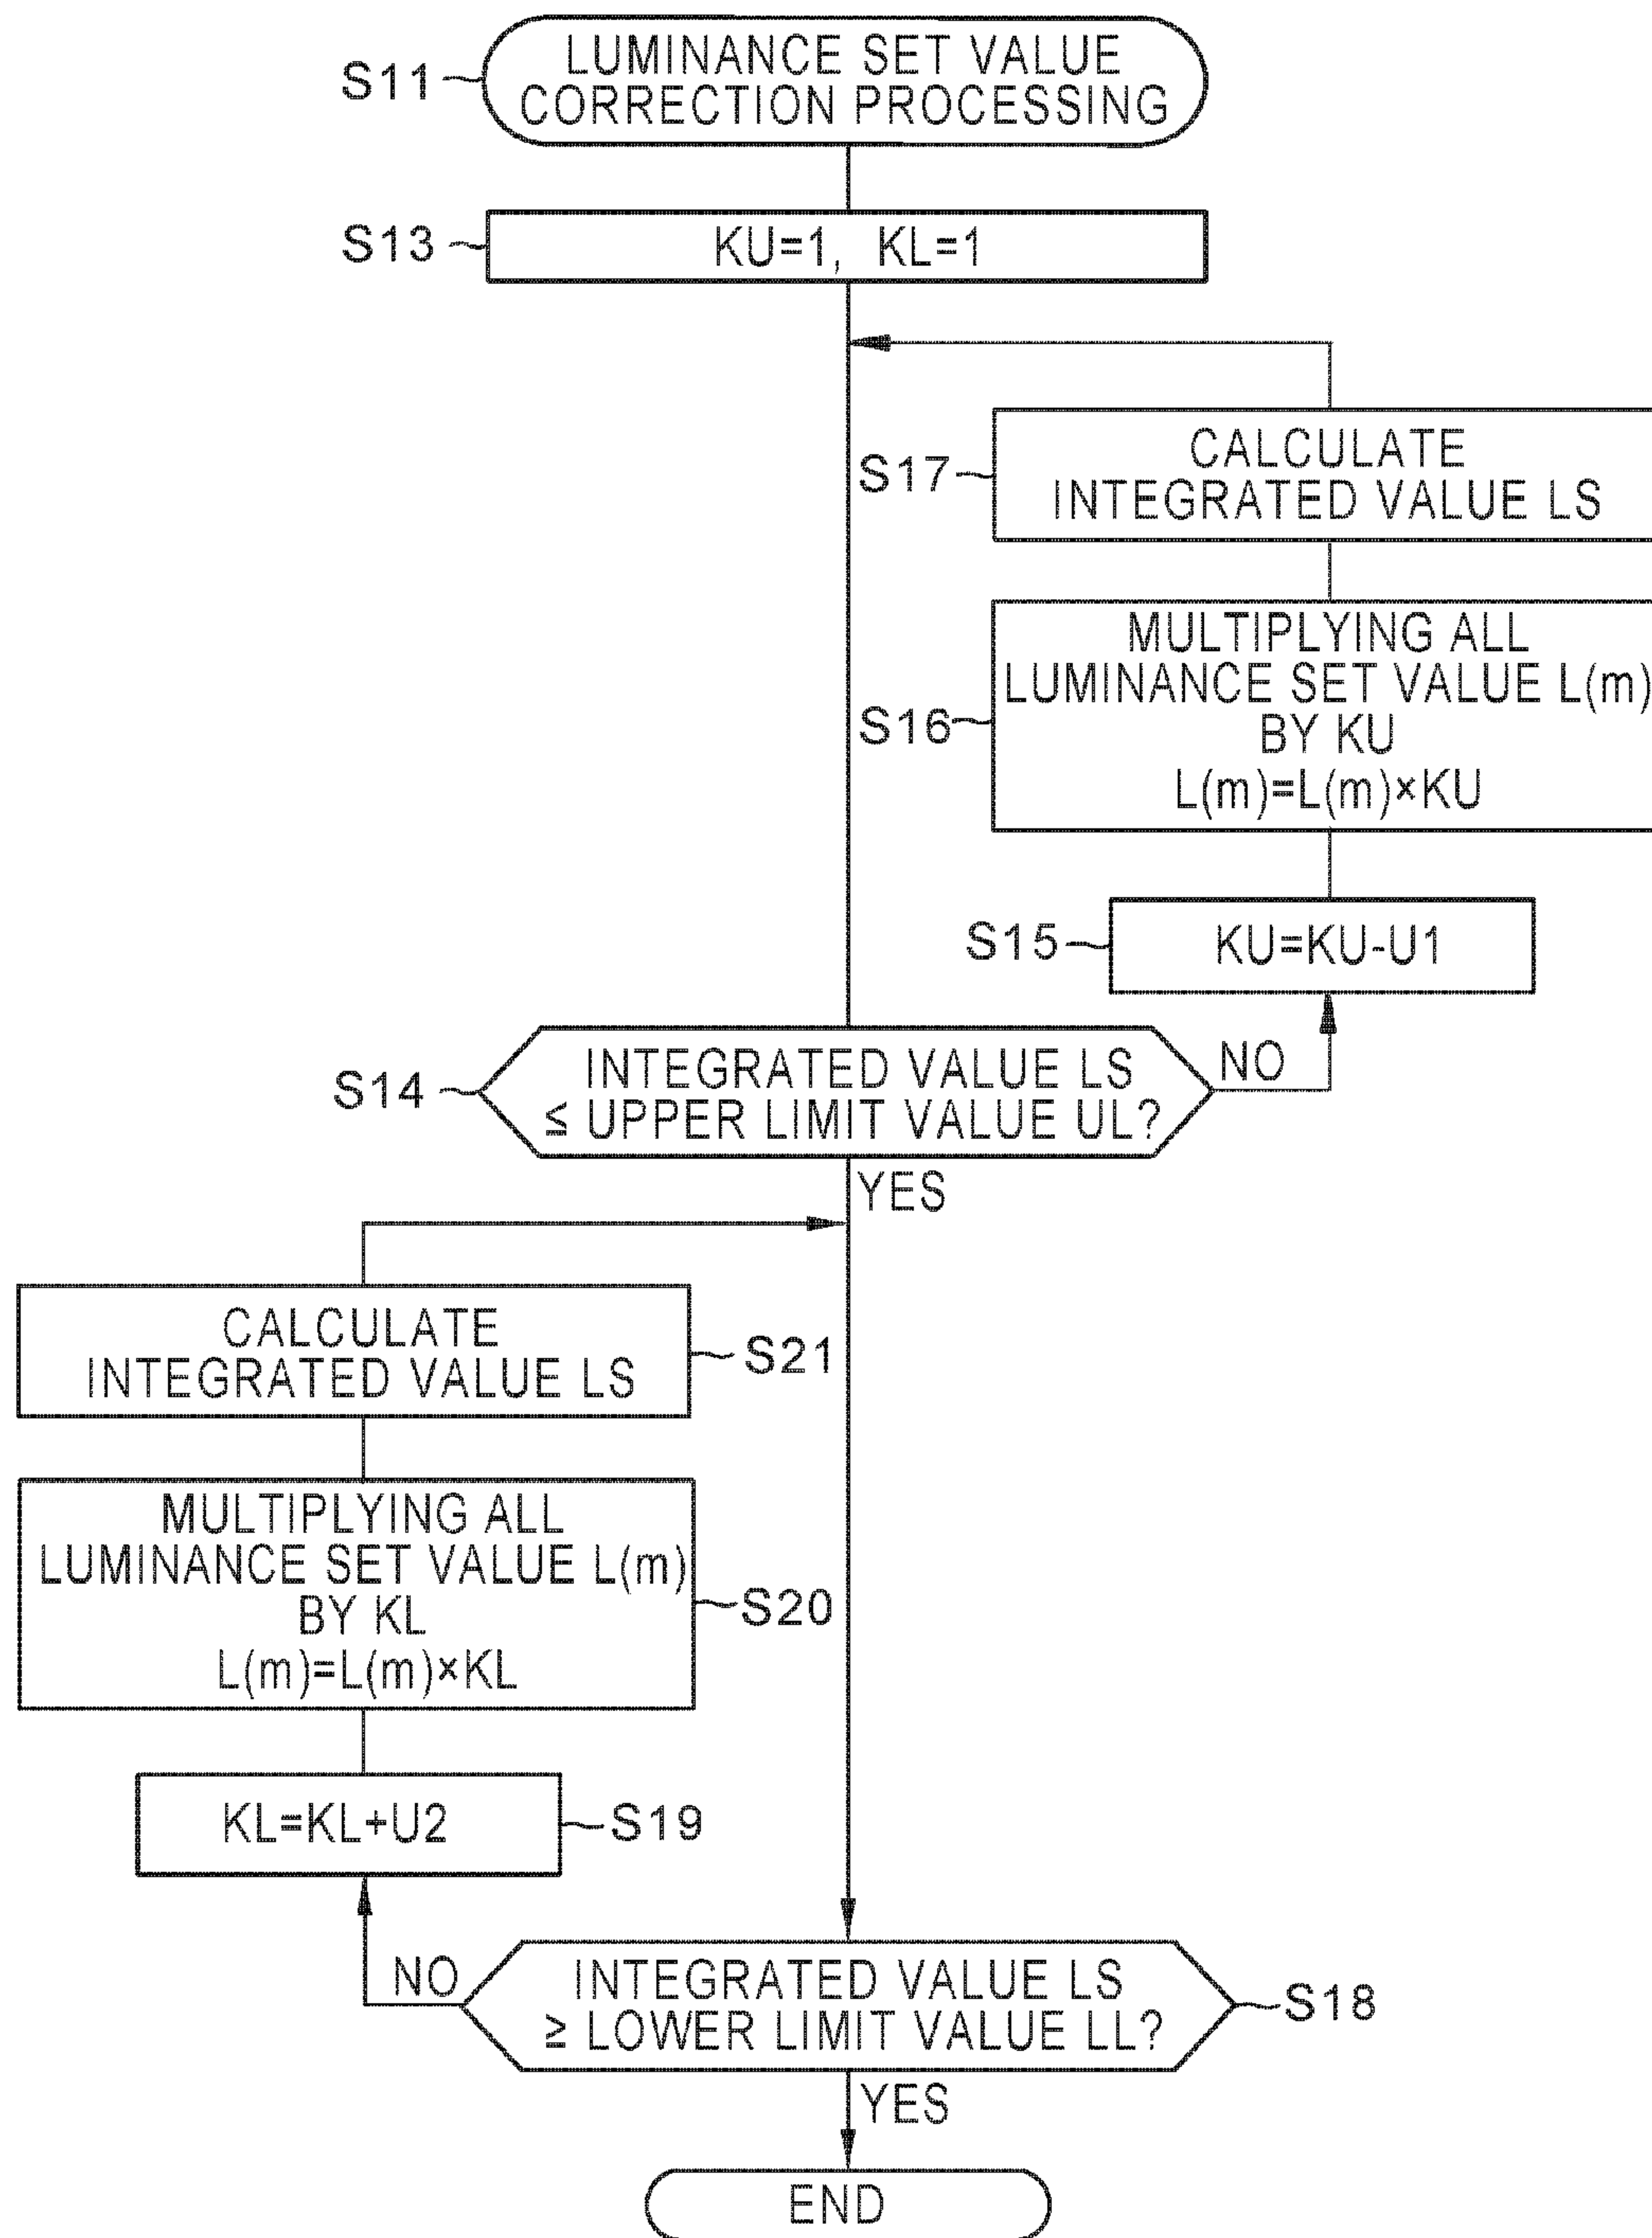 S11
LUMINANCE SET VALUE
CORRECTION PROCESSING
S13
KU=1, KL=1
S17
CALCULATE
INTEGRATED VALUE LS
S16
MULTIPLYING ALL
LUMINANCE SET VALUE L(m)
BY KU
L(m)=L(m)×KU
S15
KU=KU-U1
S14
INTEGRATED VALUE LS
≤ UPPER LIMIT VALUE UL?
NO
YES
CALCULATE
INTEGRATED VALUE LS
S21
MULTIPLYING ALL
LUMINANCE SET VALUE L(m)
BY KL
L(m)=L(m)×KL
S20
KL=KL+U2
S19
NO
INTEGRATED VALUE LS
≥ LOWER LIMIT VALUE LL?
S18
YES
END